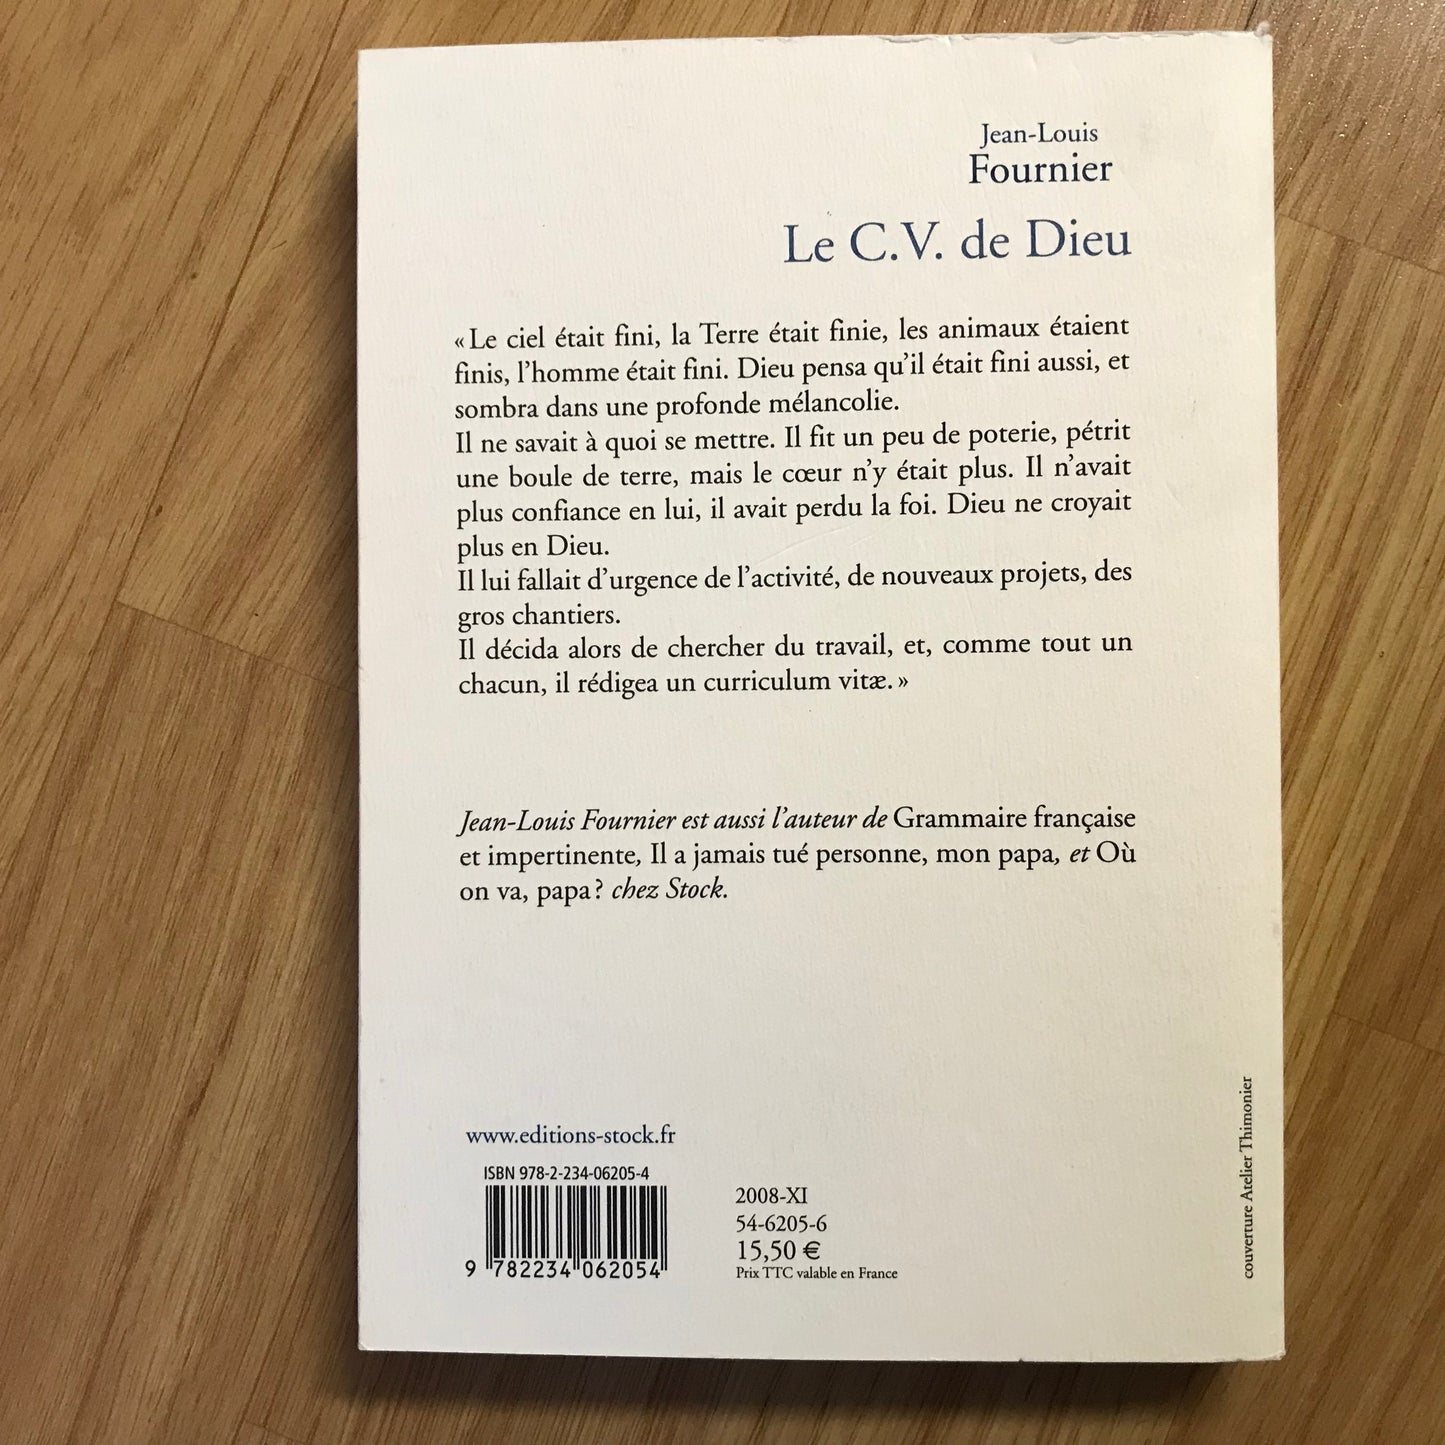 Jean-Louis
Fournier
Le C.V. de Dieu
« Le ciel était fini, la Terre était finie, les animaux étaient
finis, l’homme était fini. Dieu pensa qu’il était fini aussi, et
sombra dans une profonde mélancolie.
Il ne savait à quoi se mettre. Il fit un peu de poterie, pétrit
une boule de terre, mais le cœur n’y était plus. Il n’avait
plus confiance en lui, il avait perdu la foi. Dieu ne croyait
plus en Dieu.
Il lui fallait d’urgence de l’activité, de nouveaux projets, des
gros chantiers.
Il décida alors de chercher du travail, et, comme tout un
chacun, il rédigea un curriculum vitæ. »
Jean-Louis Fournier est aussi l’auteur de Grammaire française
et impertinente, Il a jamais tué personne, mon papa, et Où
on va, papa ? chez Stock.
www.editions-stock.fr
ISBN 978-2-234-06205-4
9 782234 062054
2008-XI
54-6205-6
15,50 €
Prix TTC valable en France
couverture Atelier Thimonier